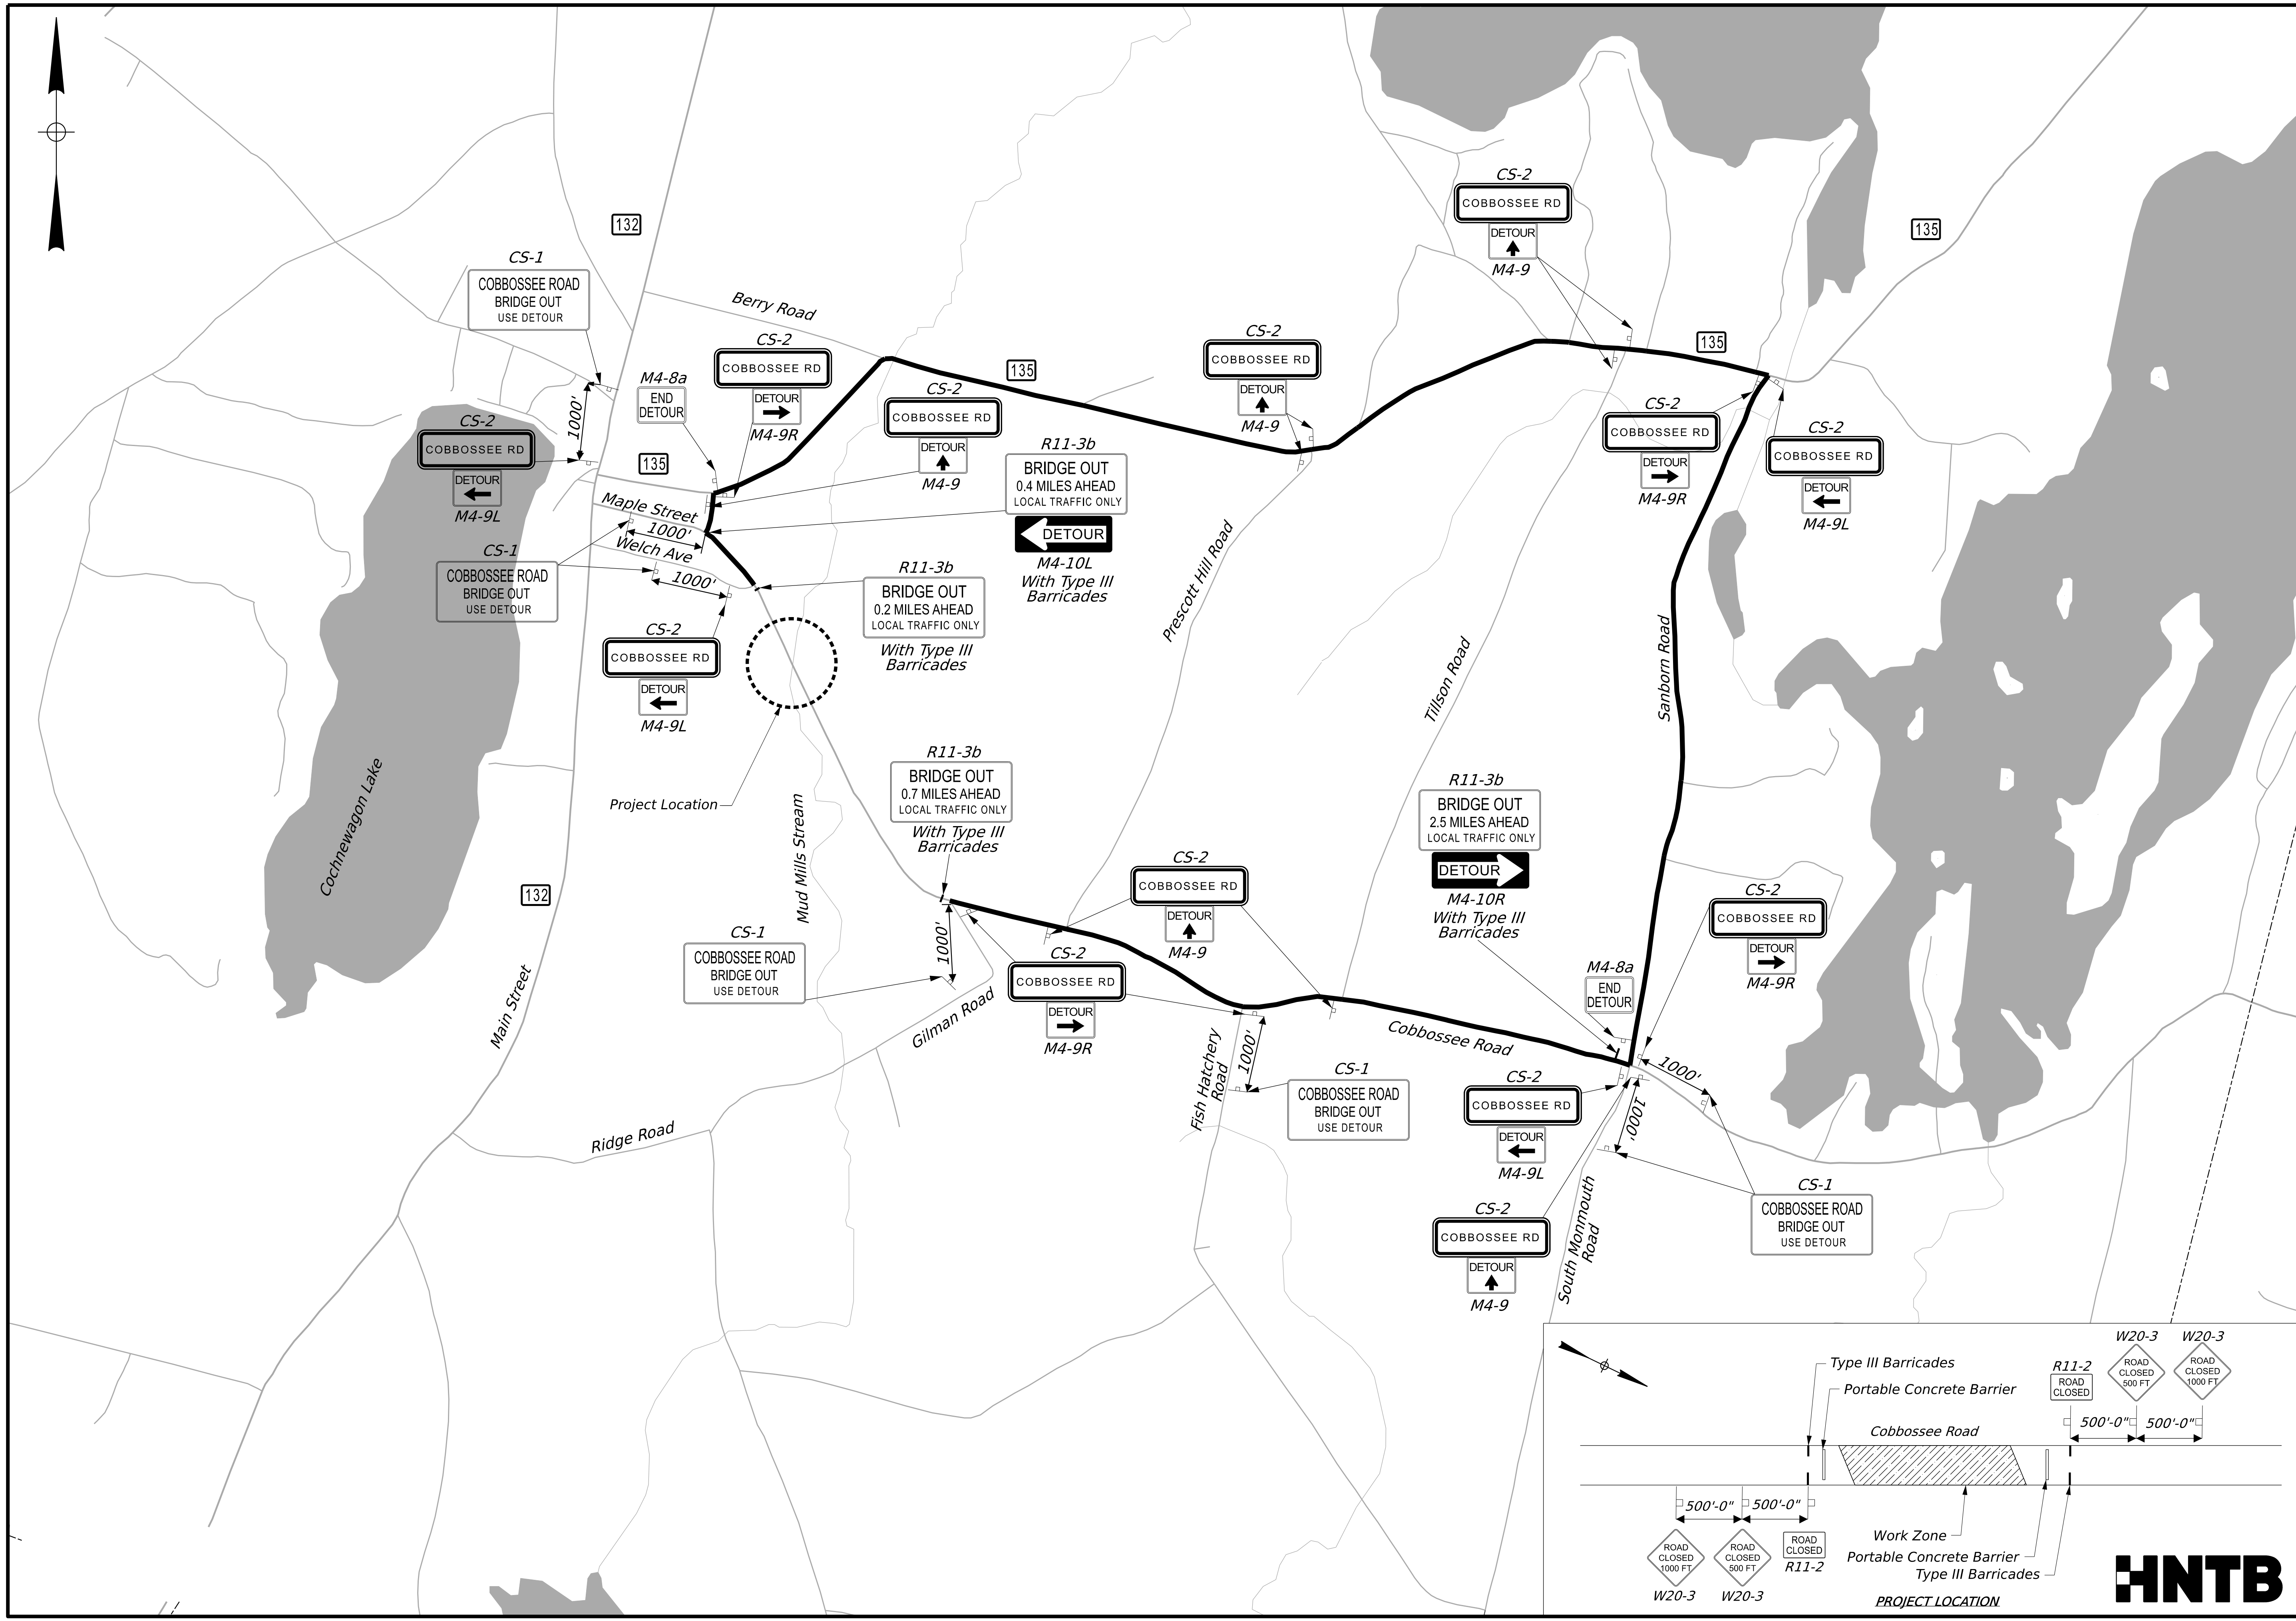 132
CS-1
COBBOSSEE ROAD
BRIDGE OUT
USE DETOUR
CS-2
COBBOSSEE RD
DETOUR
M4-9L
1000'
135
Berry Road
M4-8a
END
DETOUR
CS-2
COBBOSSEE RD
DETOUR
M4-9R
CS-2
COBBOSSEE RD
DETOUR
M4-9
135
R11-3b
BRIDGE OUT
0.4 MILES AHEAD
LOCAL TRAFFIC ONLY
DETOUR
M4-10L
With Type III
Barricades
Maple Street
1000'
Welch Ave
1000'
CS-1
COBBOSSEE ROAD
BRIDGE OUT
USE DETOUR
R11-3b
BRIDGE OUT
0.2 MILES AHEAD
LOCAL TRAFFIC ONLY
With Type III
Barricades
CS-2
COBBOSSEE RD
DETOUR
M4-9L
Project Location
CS-2
COBBOSSEE RD
DETOUR
M4-9
CS-2
COBBOSSEE RD
DETOUR
M4-9
135
135
CS-2
COBBOSSEE RD
DETOUR
M4-9R
CS-2
COBBOSSEE RD
DETOUR
M4-9L
Prescott Hill Road
Tillson Road
Sanborn Road
Cochnewagon Lake
132
Main Street
Mud Mills Stream
R11-3b
BRIDGE OUT
0.7 MILES AHEAD
LOCAL TRAFFIC ONLY
With Type III
Barricades
CS-1
COBBOSSEE ROAD
BRIDGE OUT
USE DETOUR
1000'
Gilman Road
Ridge Road
CS-2
COBBOSSEE RD
DETOUR
M4-9
CS-2
COBBOSSEE RD
DETOUR
M4-9R
Fish Hatchery
Road
1000'
CS-1
COBBOSSEE ROAD
BRIDGE OUT
USE DETOUR
Cobbossee Road
R11-3b
BRIDGE OUT
2.5 MILES AHEAD
LOCAL TRAFFIC ONLY
DETOUR
M4-10R
With Type III
Barricades
M4-8a
END
DETOUR
CS-2
COBBOSSEE RD
DETOUR
M4-9R
1000'
1000'
CS-2
COBBOSSEE RD
DETOUR
M4-9L
CS-2
COBBOSSEE RD
DETOUR
M4-9
South Monmouth
Road
CS-1
COBBOSSEE ROAD
BRIDGE OUT
USE DETOUR
Type III Barricades
Portable Concrete Barrier
Cobbossee Road
R11-2
ROAD
CLOSED
W20-3
ROAD
CLOSED
500 FT
W20-3
ROAD
CLOSED
1000 FT
500'-0"
500'-0"
500'-0"
500'-0"
ROAD
CLOSED
1000 FT
W20-3
ROAD
CLOSED
500 FT
W20-3
ROAD
CLOSED
R11-2
Work Zone
Portable Concrete Barrier
Type III Barricades
PROJECT LOCATION
HNTB